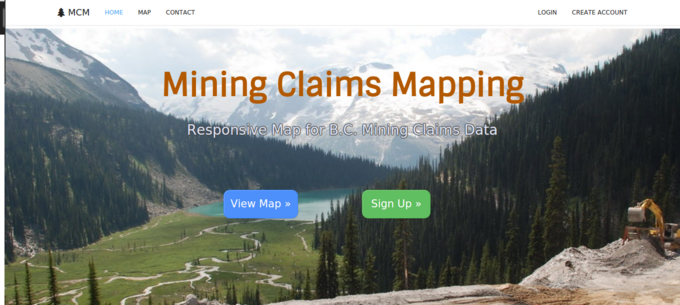 MCM HOME MAP CONTACT LOGIN CREATE ACCOUNT
Mining Claims Mapping
Responsive Map for B.C. Mining Claims Data
View Map » Sign Up »